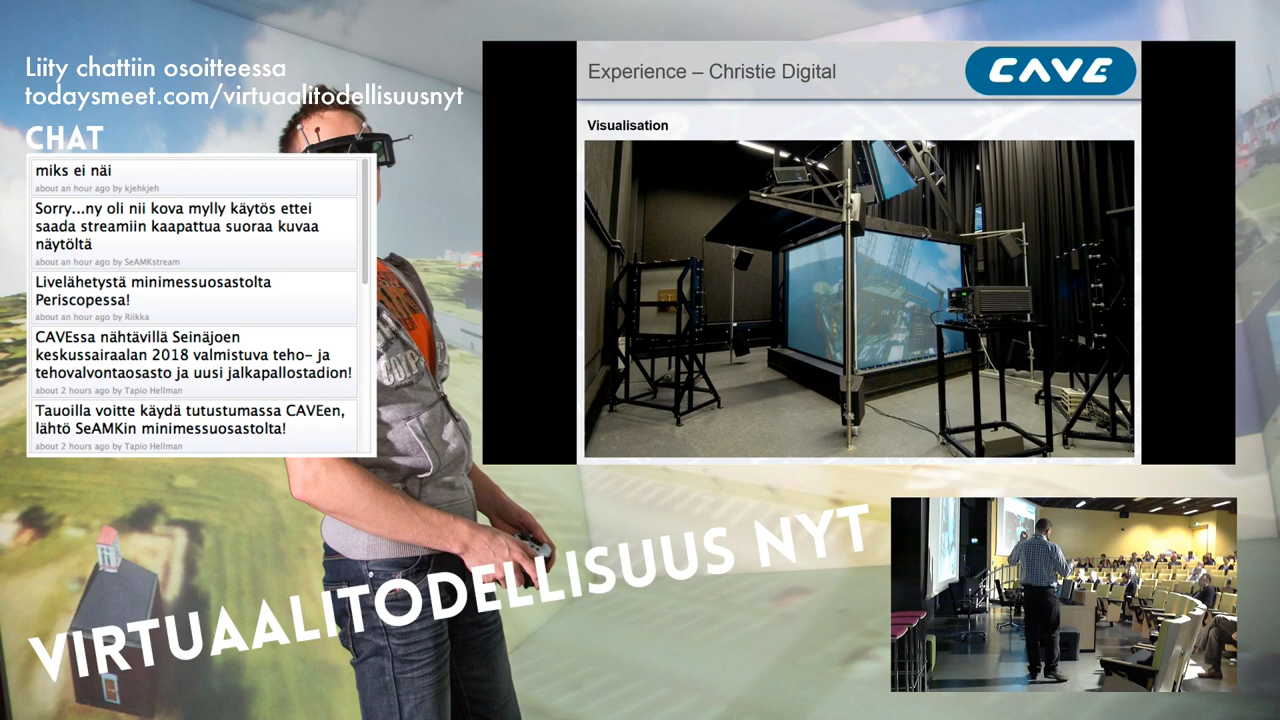 Liity chattiin osoitteessa
todaysmeet.com/virtuaalitodellisuusnyt
CHAT
miks ei näi
about an hour ago by kjehkjeh
Sorry...ny oli nii kova mylly käytös ettei
saada streamiin kaapattua suoraa kuvaa
näytöltä
about an hour ago by SeAMKstream
Livelähetystä minimessuosastolta
Periscopessa!
about an hour ago by Riikka
CAVEssa nähtävillä Seinäjoen
keskussairaalan 2018 valmistuva teho- ja
tehovalvontaosasto ja uusi jalkapallostadion!
about 2 hours ago by Tapio Hellman
Tauoilla voitte käydä tutustumassa CAVEen,
lähtö SeAMKin minimessuosastolta!
about 2 hours ago by Tapio Hellman
Experience – Christie Digital
CAVE
Visualisation
VIRTUAALITODELLISUUS NYT